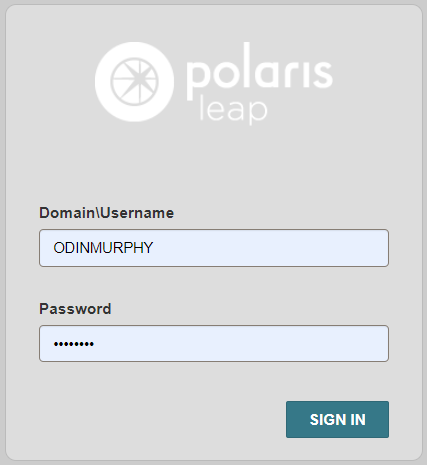 polaris
leap
Domain\Username
ODINMURPHY
Password
••••••••
SIGN IN